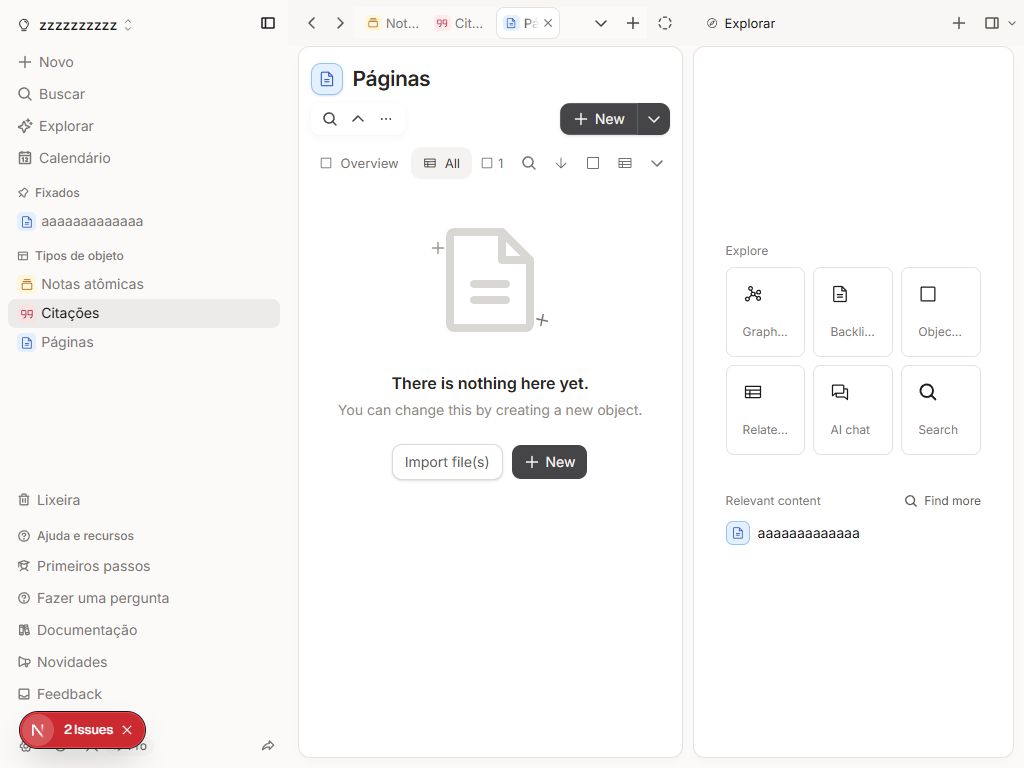 zzzzzzzzzz
Novo
Buscar
Explorar
Calendário
Fixados
aaaaaaaaaaaaa
Tipos de objeto
Notas atômicas
Citações
Páginas
Lixeira
Ajuda e recursos
Primeiros passos
Fazer uma pergunta
Documentação
Novidades
Feedback
N 2 Issues
Not... Cit... Pá
Páginas
New
Overview All 1
There is nothing here yet.
You can change this by creating a new object.
Import file(s) New
Explorar
Explore
Graph... Backli... Objec...
Relate... AI chat Search
Relevant content Find more
aaaaaaaaaaaaa